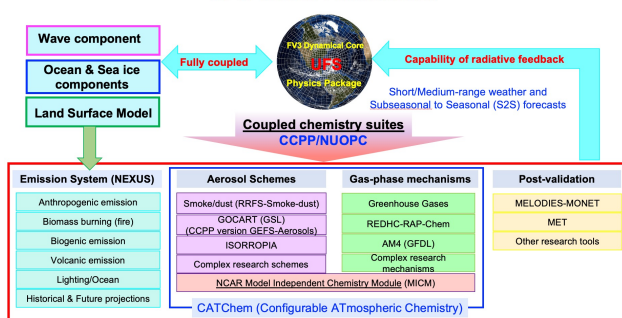 Wave component
Ocean & Sea ice
components
Land Surface Model
Fully coupled
FV3 Dynamical Core
UFS
Physics Package
Capability of radiative feedback
Short/Medium-range weather and
Subseasonal to Seasonal (S2S) forecasts
Coupled chemistry suites
CCPP/NUOPC
Emission System (NEXUS)
Anthropogenic emission
Biomass burning (fire)
Biogenic emission
Volcanic emission
Lighting/Ocean
Historical & Future projections
Aerosol Schemes
Smoke/dust (RRFS-Smoke-dust)
GOCART (GSL)
(CCPP version GEFS-Aerosols)
ISORROPIA
Complex research schemes
Gas-phase mechanisms
Greenhouse Gases
REDHC-RAP-Chem
AM4 (GFDL)
Complex research
mechanisms
NCAR Model Independent Chemistry Module (MICM)
CATChem (Configurable ATmospheric Chemistry)
Post-validation
MELODIES-MONET
MET
Other research tools